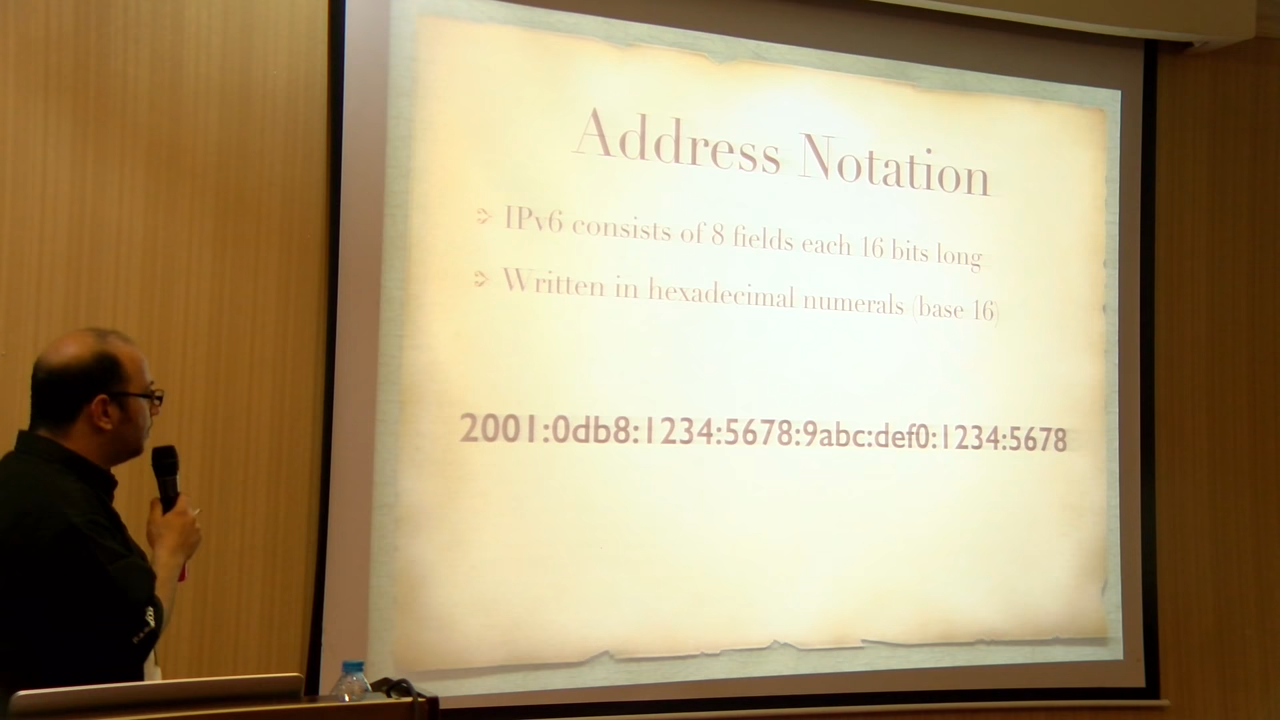 Address Notation
IPv6 consists of 8 fields each 16 bits long
Written in hexadecimal numerals (base 16)
2001:0db8:1234:5678:9abc:def0:1234:5678